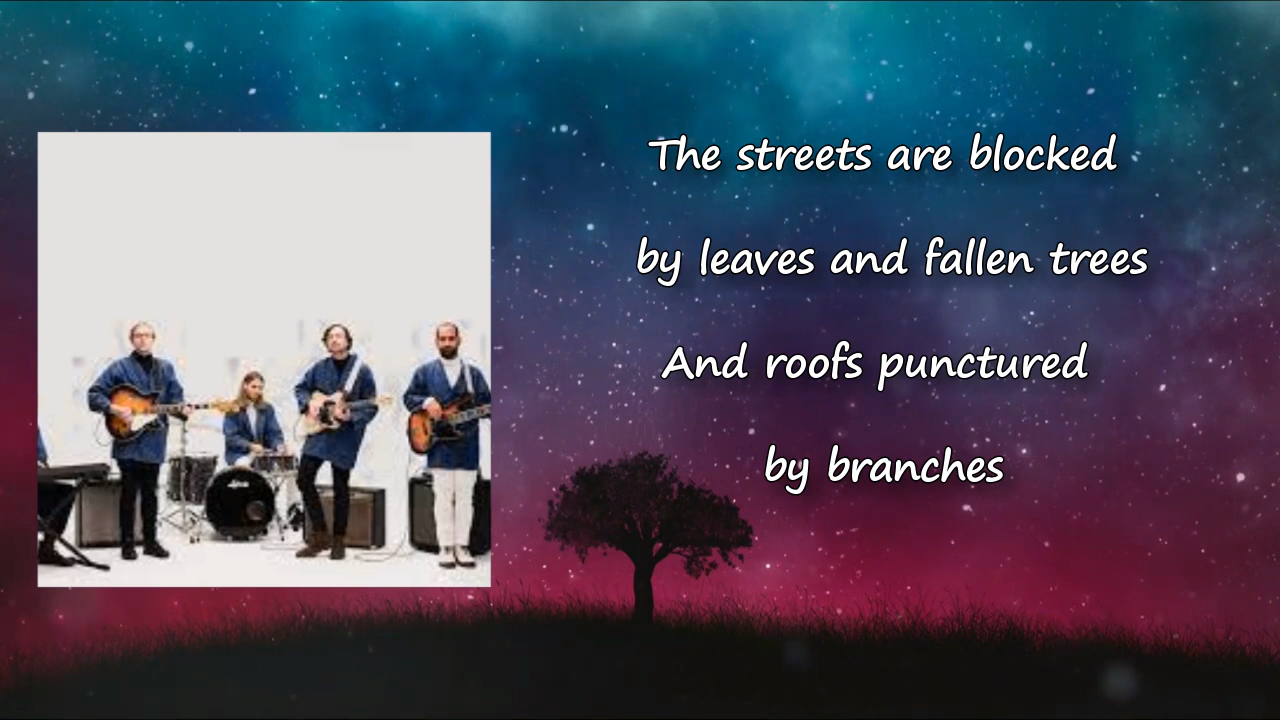 The streets are blocked
by leaves and fallen trees
And roofs punctured
by branches